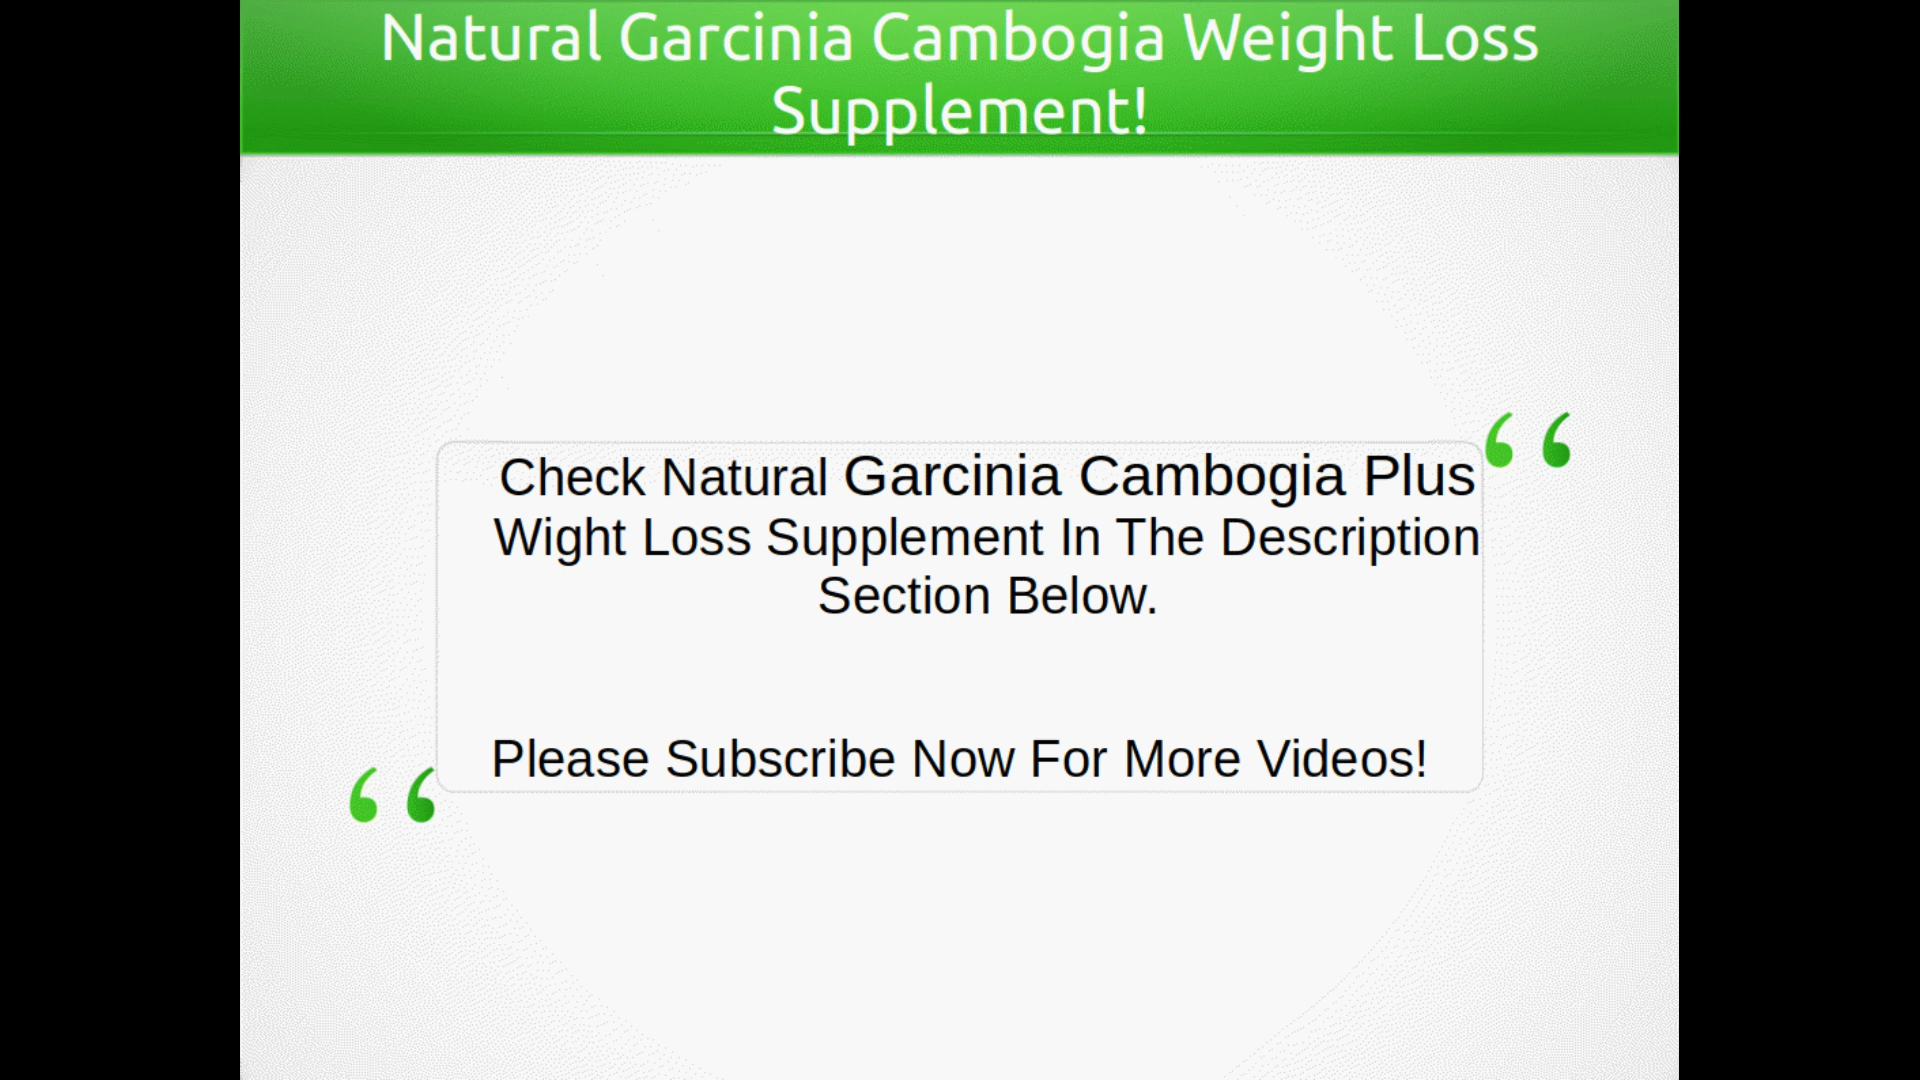 Natural Garcinia Cambogia Weight Loss
Supplement!
Check Natural Garcinia Cambogia Plus
Wight Loss Supplement In The Description
Section Below.
Please Subscribe Now For More Videos!